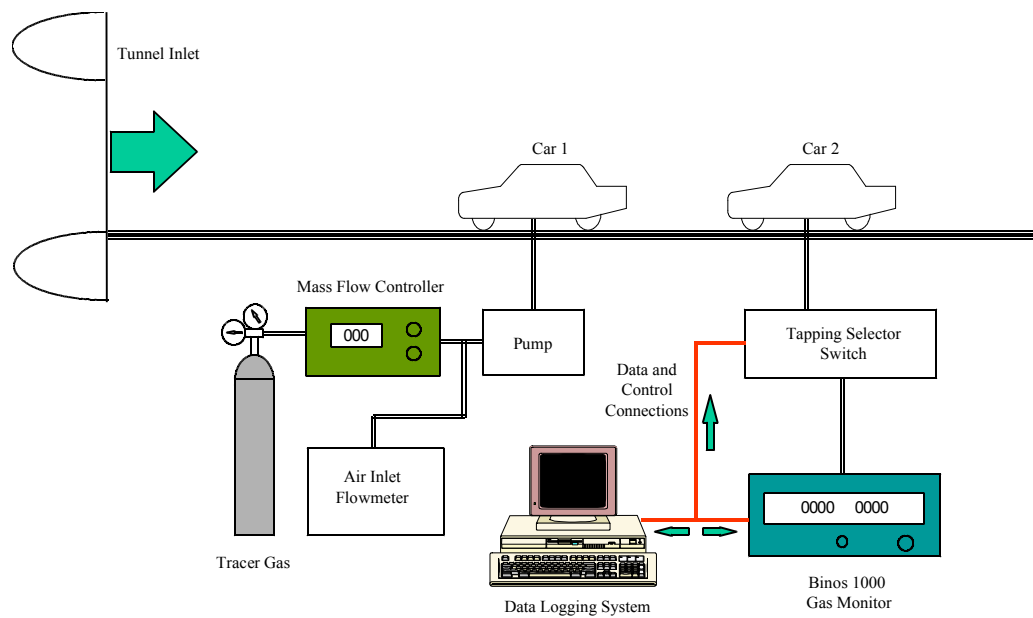 Tunnel Inlet
Car 1
Car 2
Mass Flow Controller
000
Pump
Tapping Selector
Switch
Data and
Control
Connections
Air Inlet
Flowmeter
0000 0000
Tracer Gas
Data Logging System
Binos 1000
Gas Monitor